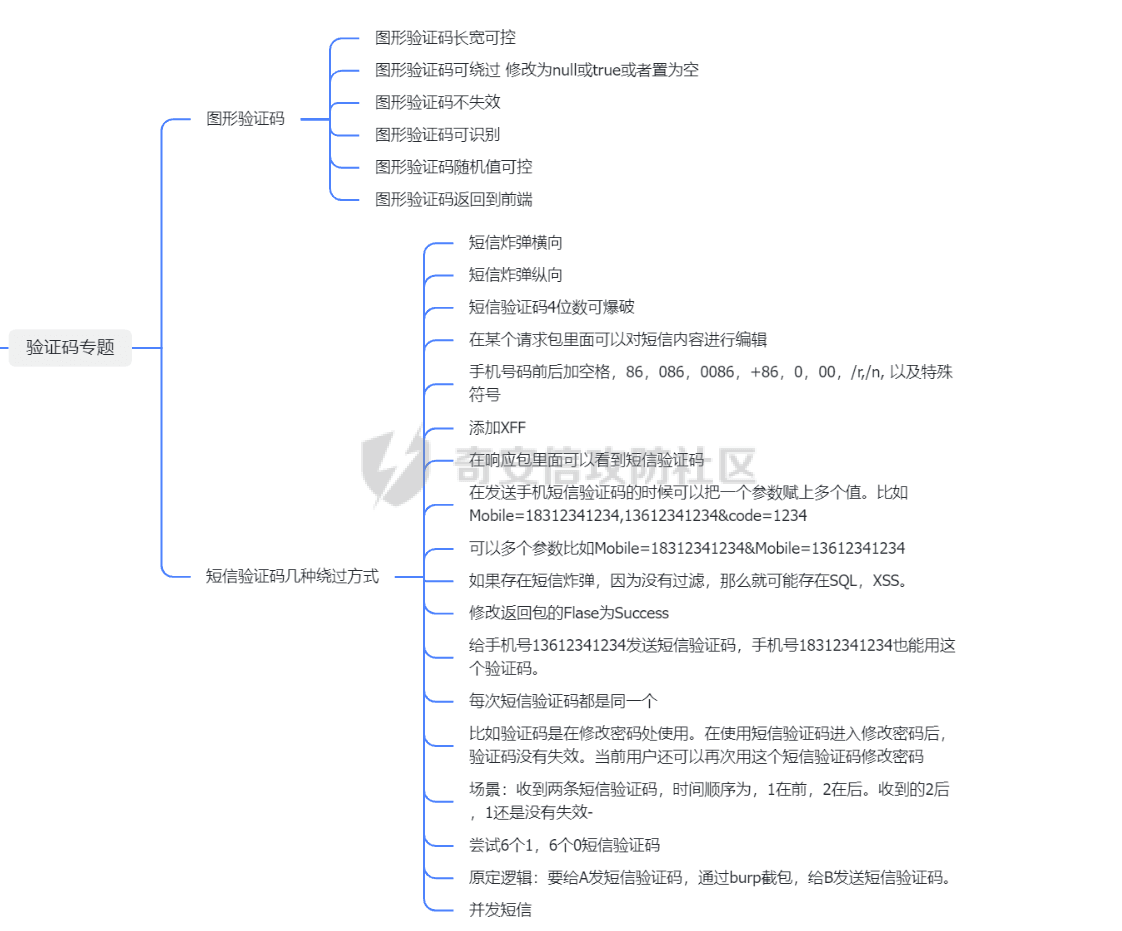 图形验证码长宽可控
图形验证码可绕过 修改为null或true或者置为空
图形验证码不失效
图形验证码
图形验证码可识别
图形验证码随机值可控
图形验证码返回到前端
短信炸弹横向
短信炸弹纵向
短信验证码4位数可爆破
在某个请求包里面可以对短信内容进行编辑
验证码专题
手机号码前后加空格，86，086，0086，+86，0，00，/r,/n, 以及特殊
符号
添加XFF
在响应包里面可以看到短信验证码
奇安信攻防社区
在发送手机短信验证码的时候可以把一个参数赋上多个值。比如
Mobile=18312341234,13612341234&code=1234
可以多个参数比如Mobile=18312341234&Mobile=13612341234
短信验证码几种绕过方式
如果存在短信炸弹，因为没有过滤，那么就可能存在SQL，XSS。
修改返回包的Flase为Success
给手机号13612341234发送短信验证码，手机号18312341234也能用这
个验证码。
每次短信验证码都是同一个
比如验证码是在修改密码处使用。在使用短信验证码进入修改密码后，
验证码没有失效。当前用户还可以再次用这个短信验证码修改密码
场景：收到两条短信验证码，时间顺序为，1在前，2在后。收到的2后
，1还是没有失效-
尝试6个1，6个0短信验证码
原定逻辑：要给A发短信验证码，通过burp截包，给B发送短信验证码。
并发短信